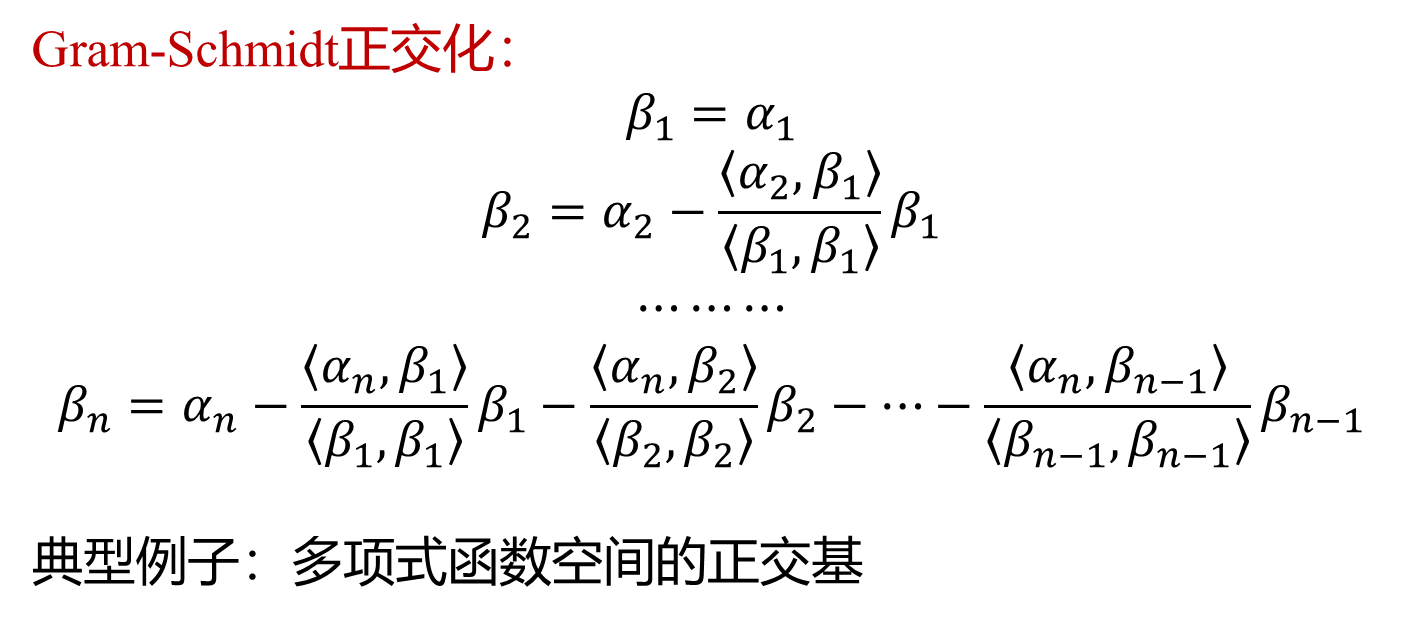 Gram-Schmidt正交化：
β₁ = α₁
β₂ = α₂ − ⟨α₂, β₁⟩/⟨β₁, β₁⟩ β₁
⋯⋯⋯
βₙ = αₙ − ⟨αₙ, β₁⟩/⟨β₁, β₁⟩ β₁ − ⟨αₙ, β₂⟩/⟨β₂, β₂⟩ β₂ − ⋯ − ⟨αₙ, βₙ₋₁⟩/⟨βₙ₋₁, βₙ₋₁⟩ βₙ₋₁
典型例子：多项式函数空间的正交基